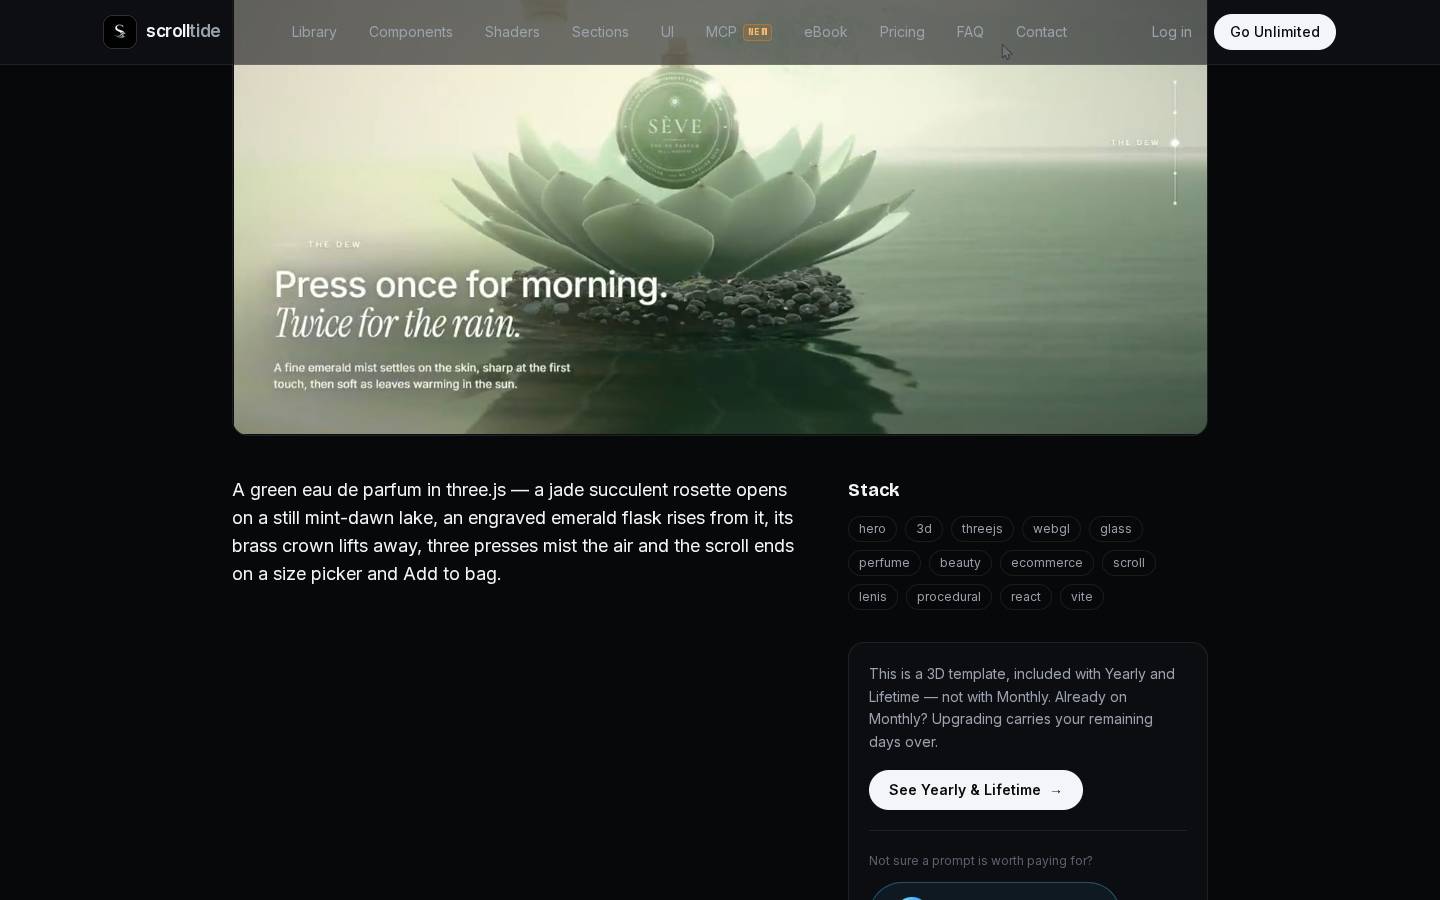 scrolltide
Library
Components
Shaders
Sections
UI
MCP NEW
eBook
Pricing
FAQ
Contact
Log in
Go Unlimited
SÈVE
THE DEW
THE DEW
Press once for morning.
Twice for the rain.
A fine emerald mist settles on the skin, sharp at the first
touch, then soft as leaves warming in the sun.
A green eau de parfum in three.js — a jade succulent rosette opens
on a still mint-dawn lake, an engraved emerald flask rises from it, its
brass crown lifts away, three presses mist the air and the scroll ends
on a size picker and Add to bag.
Stack
hero
3d
threejs
webgl
glass
perfume
beauty
ecommerce
scroll
lenis
procedural
react
vite
This is a 3D template, included with Yearly and
Lifetime — not with Monthly. Already on
Monthly? Upgrading carries your remaining
days over.
See Yearly & Lifetime →
Not sure a prompt is worth paying for?